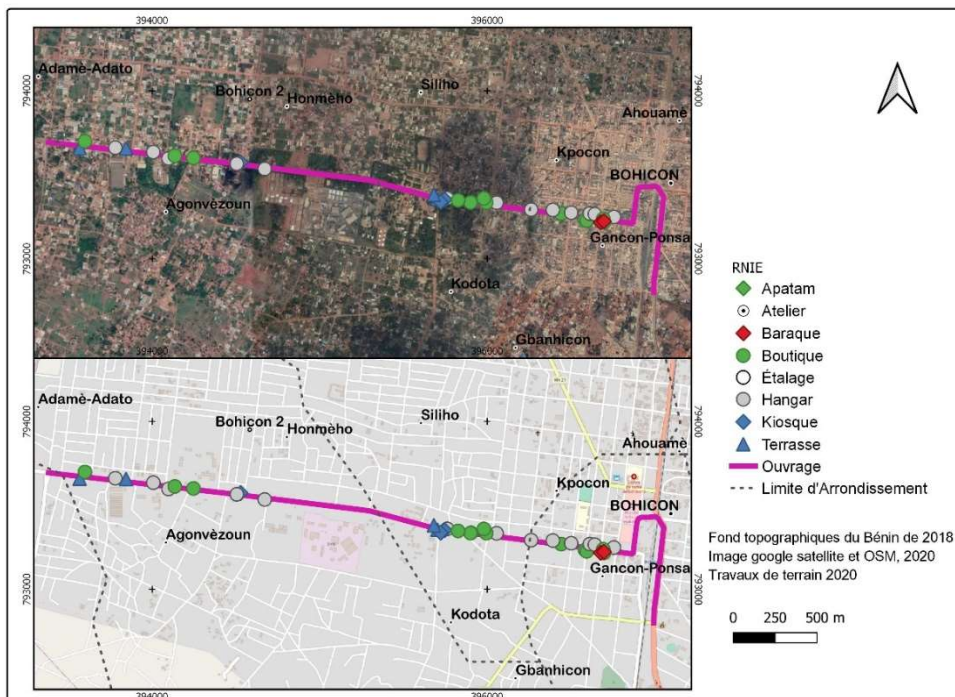 394000
396000
Adamè-Adato
794000
794000
Siliho
Bohiçon 2
Honmèho
Ahouamè
Kpocon
BOHICON
Agonvèzoun
Gancon-Ponsa
793000
793000
Kodota
Gbanhicon
394000
396000
Adamè-Adato
794000
794000
Siliho
Bohiçon 2
Honmèho
Ahouamè
Kpocon
BOHICON
Agonvèzoun
Gancon-Ponsa
793000
793000
Kodota
Gbanhicon
394000
396000
RNIE
Apatam
Atelier
Baraque
Boutique
Étalage
Hangar
Kiosque
Terrasse
Ouvrage
Limite d'Arrondissement
Fond topographiques du Bénin de 2018
Image google satellite et OSM, 2020
Travaux de terrain 2020
0 250 500 m